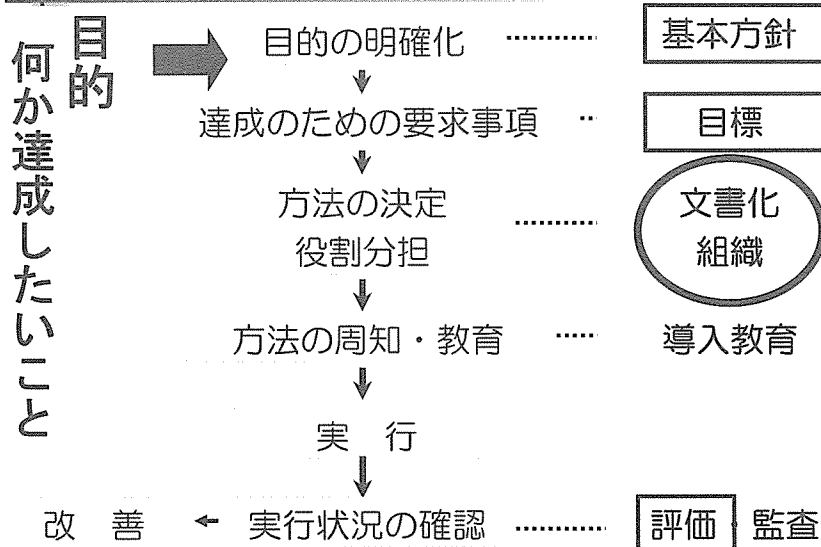 目的
何か達成したいこと
目的の明確化 ………… 基本方針
達成のための要求事項 ‥ 目標
方法の決定
役割分担 ………… 文書化
組織
方法の周知・教育 …… 導入教育
実 行
改 善 ← 実行状況の確認 ………… 評価 監査